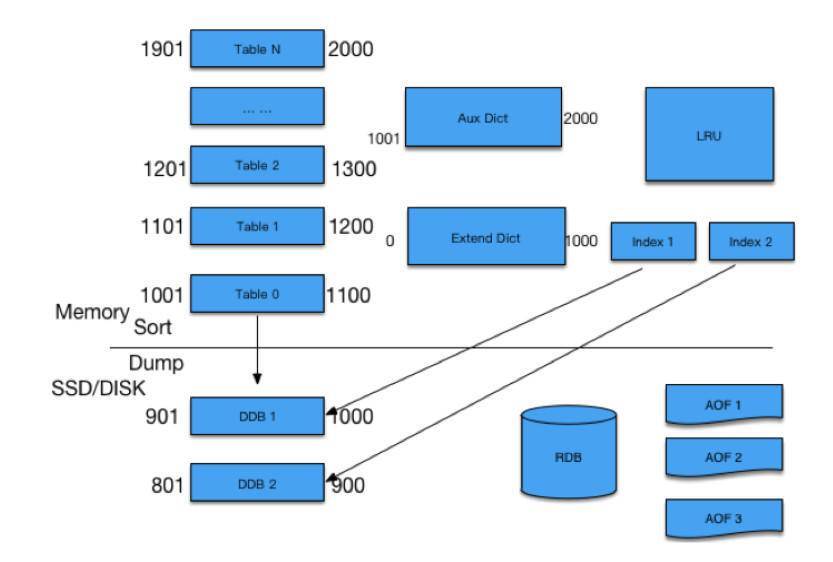 1901 Table N 2000
... ...
Aux Dict
1001 2000
LRU
1201 Table 2 1300
1101 Table 1 1200
0 Extend Dict 1000
Index 1
Index 2
1001 Table 0 1100
Memory
Sort
Dump
SSD/DISK
901 DDB 1 1000
801 DDB 2 900
RDB
AOF 1
AOF 2
AOF 3